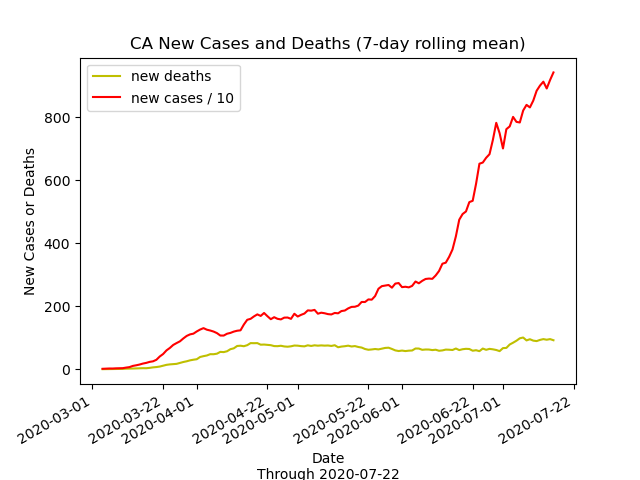 CA New Cases and Deaths (7-day rolling mean)
new deaths
new cases / 10
New Cases or Deaths
800
600
400
200
0
2020-03-01
2020-03-22
2020-04-01
2020-04-22
2020-05-01
2020-05-22
2020-06-01
2020-06-22
2020-07-01
2020-07-22
Date
Through 2020-07-22